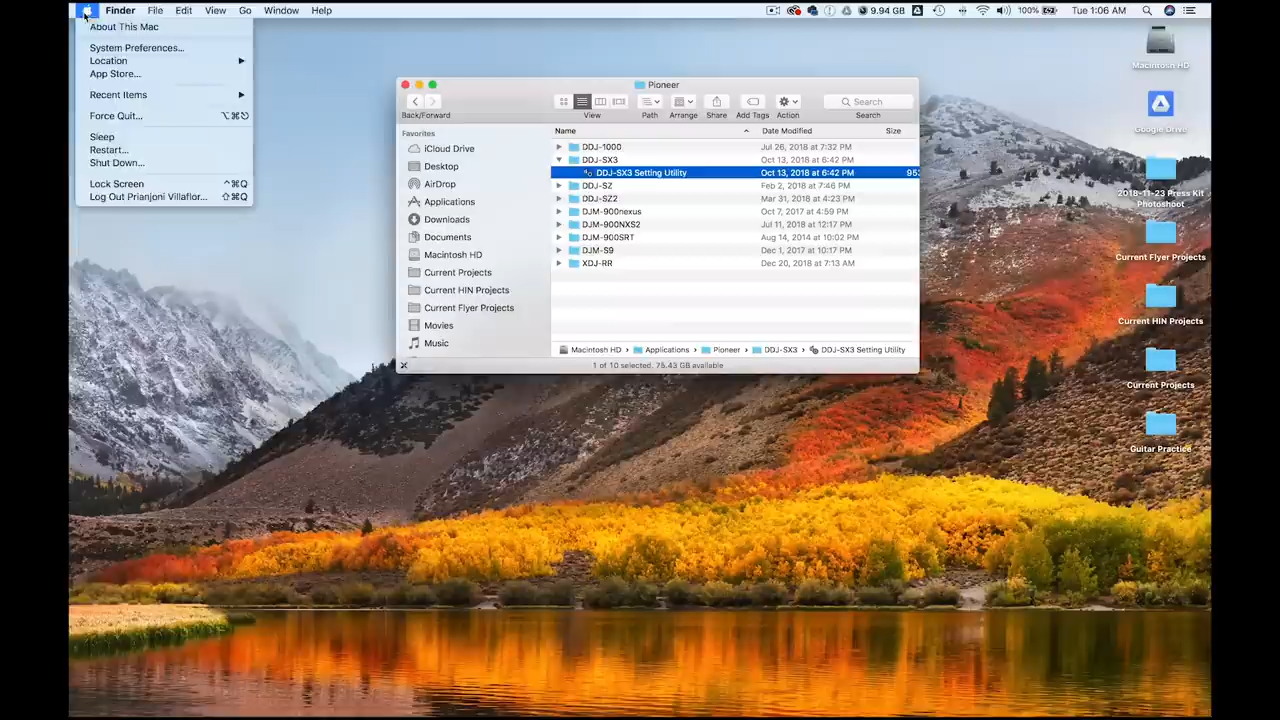 Finder File Edit View Go Window Help 9.94 GB 100% Tue 1:06 AM
About This Mac
System Preferences...
Location
App Store...
Recent Items
Force Quit... ⌥⌘⎋
Sleep
Restart...
Shut Down...
Lock Screen ^⌘Q
Log Out Prianjoni Villaflor... ⇧⌘Q
Pioneer
Search
Back/Forward View Path Arrange Share Add Tags Action Search
Favorites
iCloud Drive
Desktop
AirDrop
Applications
Downloads
Documents
Macintosh HD
Current Projects
Current HIN Projects
Current Flyer Projects
Movies
Music
Name Date Modified Size
DDJ-1000 Jul 26, 2018 at 7:32 PM
DDJ-SX3 Oct 13, 2018 at 6:42 PM
DDJ-SX3 Setting Utility Oct 13, 2018 at 6:42 PM 953
DDJ-SZ Feb 2, 2018 at 7:46 PM
DDJ-SZ2 Mar 31, 2018 at 4:23 PM
DJM-900nexus Oct 7, 2017 at 4:59 PM
DJM-900NXS2 Jul 11, 2018 at 12:17 PM
DJM-900SRT Aug 14, 2014 at 10:02 PM
DJM-S9 Dec 1, 2017 at 10:17 PM
XDJ-RR Dec 20, 2018 at 7:13 AM
Macintosh HD › Applications › Pioneer › DDJ-SX3 › DDJ-SX3 Setting Utility
1 of 10 selected, 75.43 GB available
Macintosh HD
Google Drive
2018-11-23 Press Kit
Photoshoot
Current Flyer Projects
Current HIN Projects
Current Projects
Guitar Practice